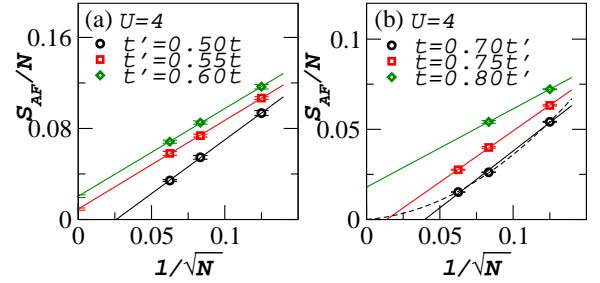 (a) U=4
t'=0.50t
t'=0.55t
t'=0.60t
S_AF/N
0.16
0.08
0
0 0.05 0.1
1/√N
(b) U=4
t=0.70t'
t=0.75t'
t=0.80t'
S_AF/N
0.1
0.05
0
0 0.05 0.1
1/√N